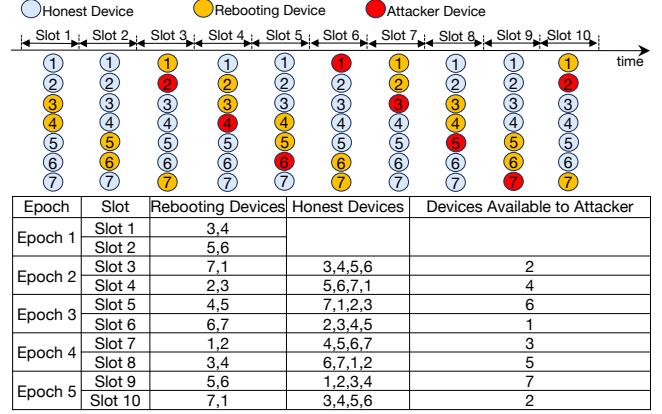 Honest Device Rebooting Device Attacker Device
Slot 1 Slot 2 Slot 3 Slot 4 Slot 5 Slot 6 Slot 7 Slot 8 Slot 9 Slot 10
time
1 1 1 1 1 1 1 1 1 1
2 2 2 2 2 2 2 2 2 2
3 3 3 3 3 3 3 3 3 3
4 4 4 4 4 4 4 4 4 4
5 5 5 5 5 5 5 5 5 5
6 6 6 6 6 6 6 6 6 6
7 7 7 7 7 7 7 7 7 7
Epoch Slot Rebooting Devices Honest Devices Devices Available to Attacker
Epoch 1 Slot 1 3,4
Slot 2 5,6
Epoch 2 Slot 3 7,1 3,4,5,6 2
Slot 4 2,3 5,6,7,1 4
Epoch 3 Slot 5 4,5 7,1,2,3 6
Slot 6 6,7 2,3,4,5 1
Epoch 4 Slot 7 1,2 4,5,6,7 3
Slot 8 3,4 6,7,1,2 5
Epoch 5 Slot 9 5,6 1,2,3,4 7
Slot 10 7,1 3,4,5,6 2